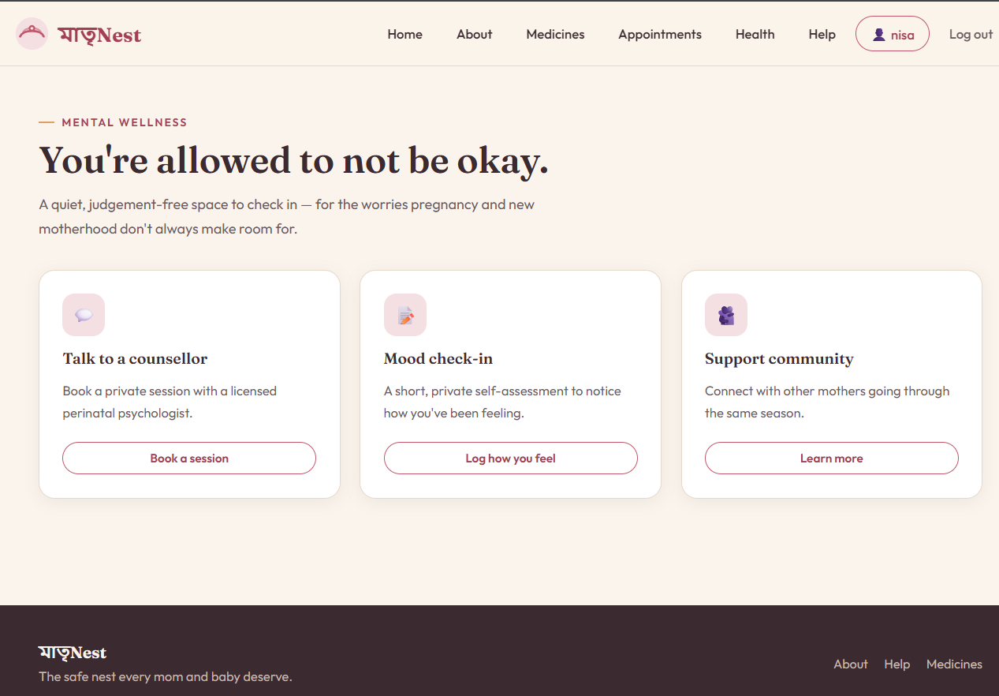 মাতৃNest
Home About Medicines Appointments Health Help nisa Log out
MENTAL WELLNESS
You're allowed to not be okay.
A quiet, judgement-free space to check in — for the worries pregnancy and new
motherhood don't always make room for.
Talk to a counsellor
Book a private session with a licensed
perinatal psychologist.
Book a session
Mood check-in
A short, private self-assessment to notice
how you've been feeling.
Log how you feel
Support community
Connect with other mothers going through
the same season.
Learn more
মাতৃNest
The safe nest every mom and baby deserve.
About Help Medicines